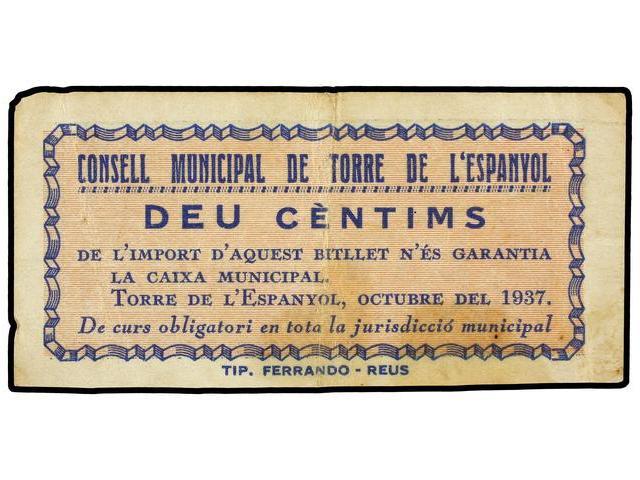 CONSELL MUNICIPAL DE TORRE DE L'ESPANYOL
DEU CÈNTIMS
DE L'IMPORT D'AQUEST BITLLET N'ÉS GARANTIA
LA CAIXA MUNICIPAL.
TORRE DE L'ESPANYOL, OCTUBRE DEL 1937.
De curs obligatori en tota la jurisdicció municipal
TIP. FERRANDO - REUS